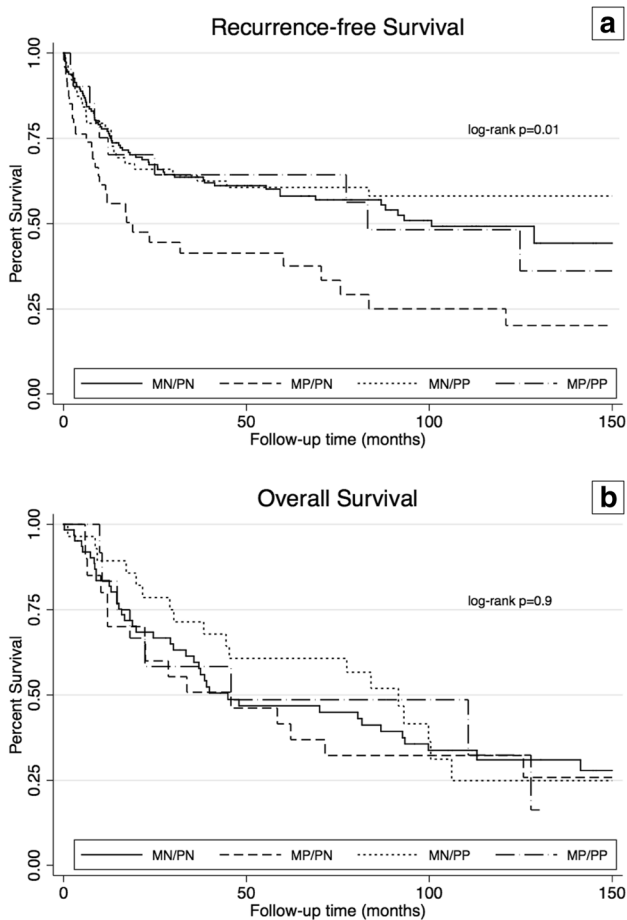 Recurrence-free Survival
a
log-rank p=0.01
Percent Survival
1.00
0.75
0.50
0.25
0.00
MN/PN MP/PN MN/PP MP/PP
0 50 100 150
Follow-up time (months)
Overall Survival
b
log-rank p=0.9
Percent Survival
1.00
0.75
0.50
0.25
0.00
MN/PN MP/PN MN/PP MP/PP
0 50 100 150
Follow-up time (months)